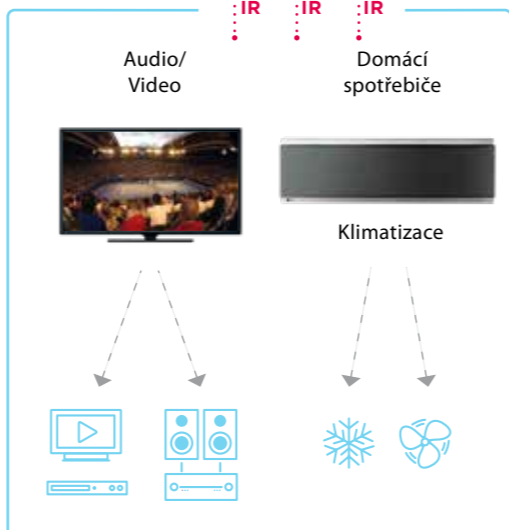 IR IR IR
Audio/
Video
Domácí
spotřebiče
Klimatizace